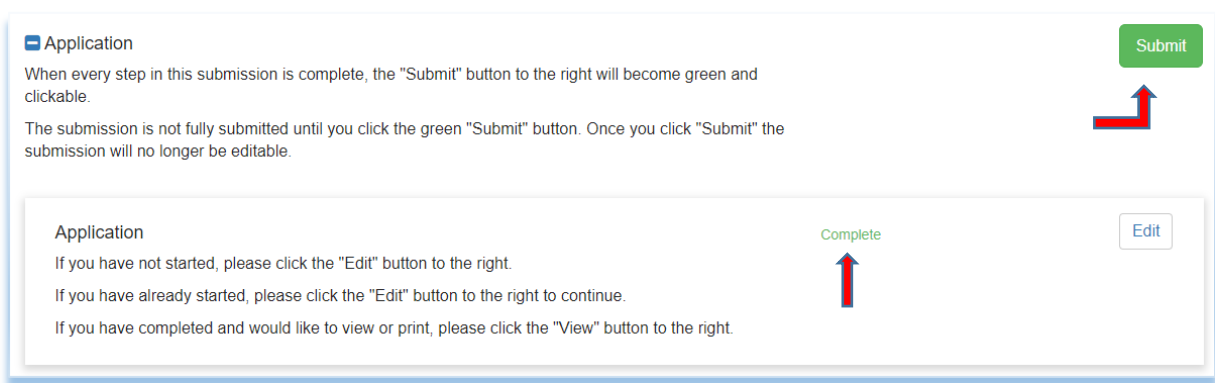 Application
Submit
When every step in this submission is complete, the "Submit" button to the right will become green and
clickable.
The submission is not fully submitted until you click the green "Submit" button. Once you click "Submit" the
submission will no longer be editable.
Application
Complete
Edit
If you have not started, please click the "Edit" button to the right.
If you have already started, please click the "Edit" button to the right to continue.
If you have completed and would like to view or print, please click the "View" button to the right.